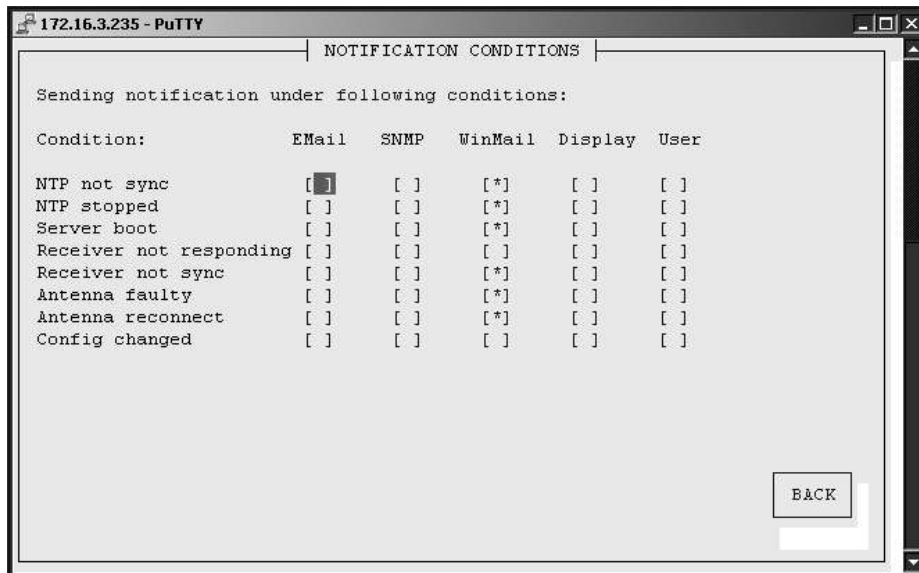 172.16.3.235 - PuTTY
NOTIFICATION CONDITIONS
Sending notification under following conditions:
Condition: EMail SNMP WinMail Display User
NTP not sync [ ] [ ] [*] [ ] [ ]
NTP stopped [ ] [ ] [*] [ ] [ ]
Server boot [ ] [ ] [*] [ ] [ ]
Receiver not responding [ ] [ ] [ ] [ ] [ ]
Receiver not sync [ ] [ ] [*] [ ] [ ]
Antenna faulty [ ] [ ] [*] [ ] [ ]
Antenna reconnect [ ] [ ] [*] [ ] [ ]
Config changed [ ] [ ] [ ] [ ] [ ]
BACK